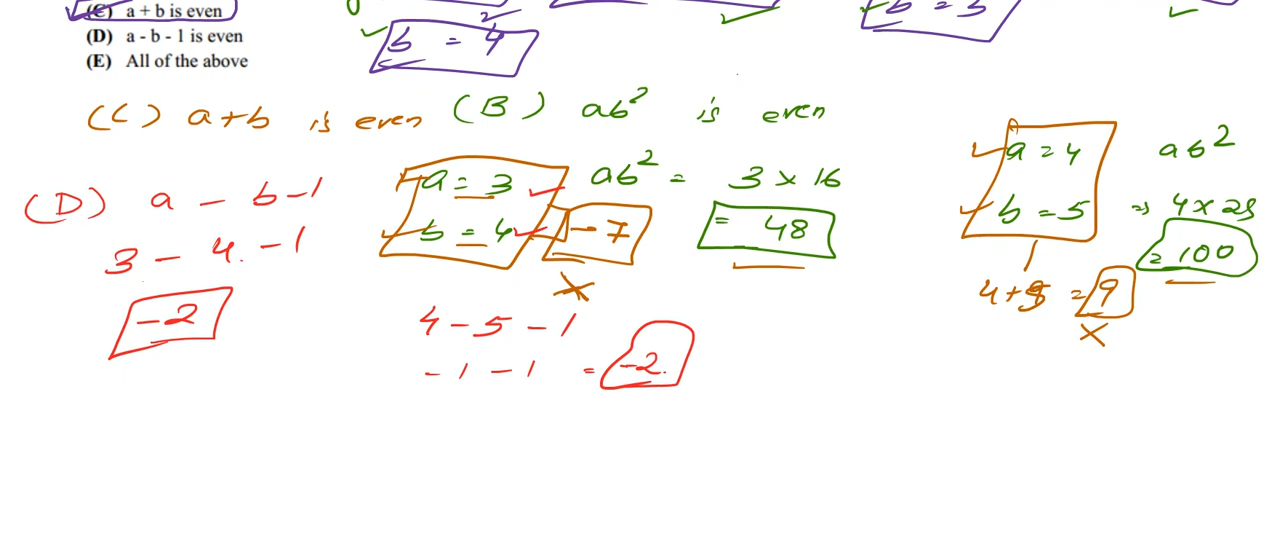 (C) a + b is even
(D) a - b - 1 is even
(E) All of the above
b = 4
b = 5
(C) a+b is even
(B) ab² is even
(D) a - b - 1
3 - 4 - 1
-2
a = 3
b = 4
- 7
ab² = 3 × 16
= 48
4 - 5 - 1
- 1 - 1 = -2
a = 4
b = 5
ab²
=> 4 × 25
= 100
4 + 5 = 9